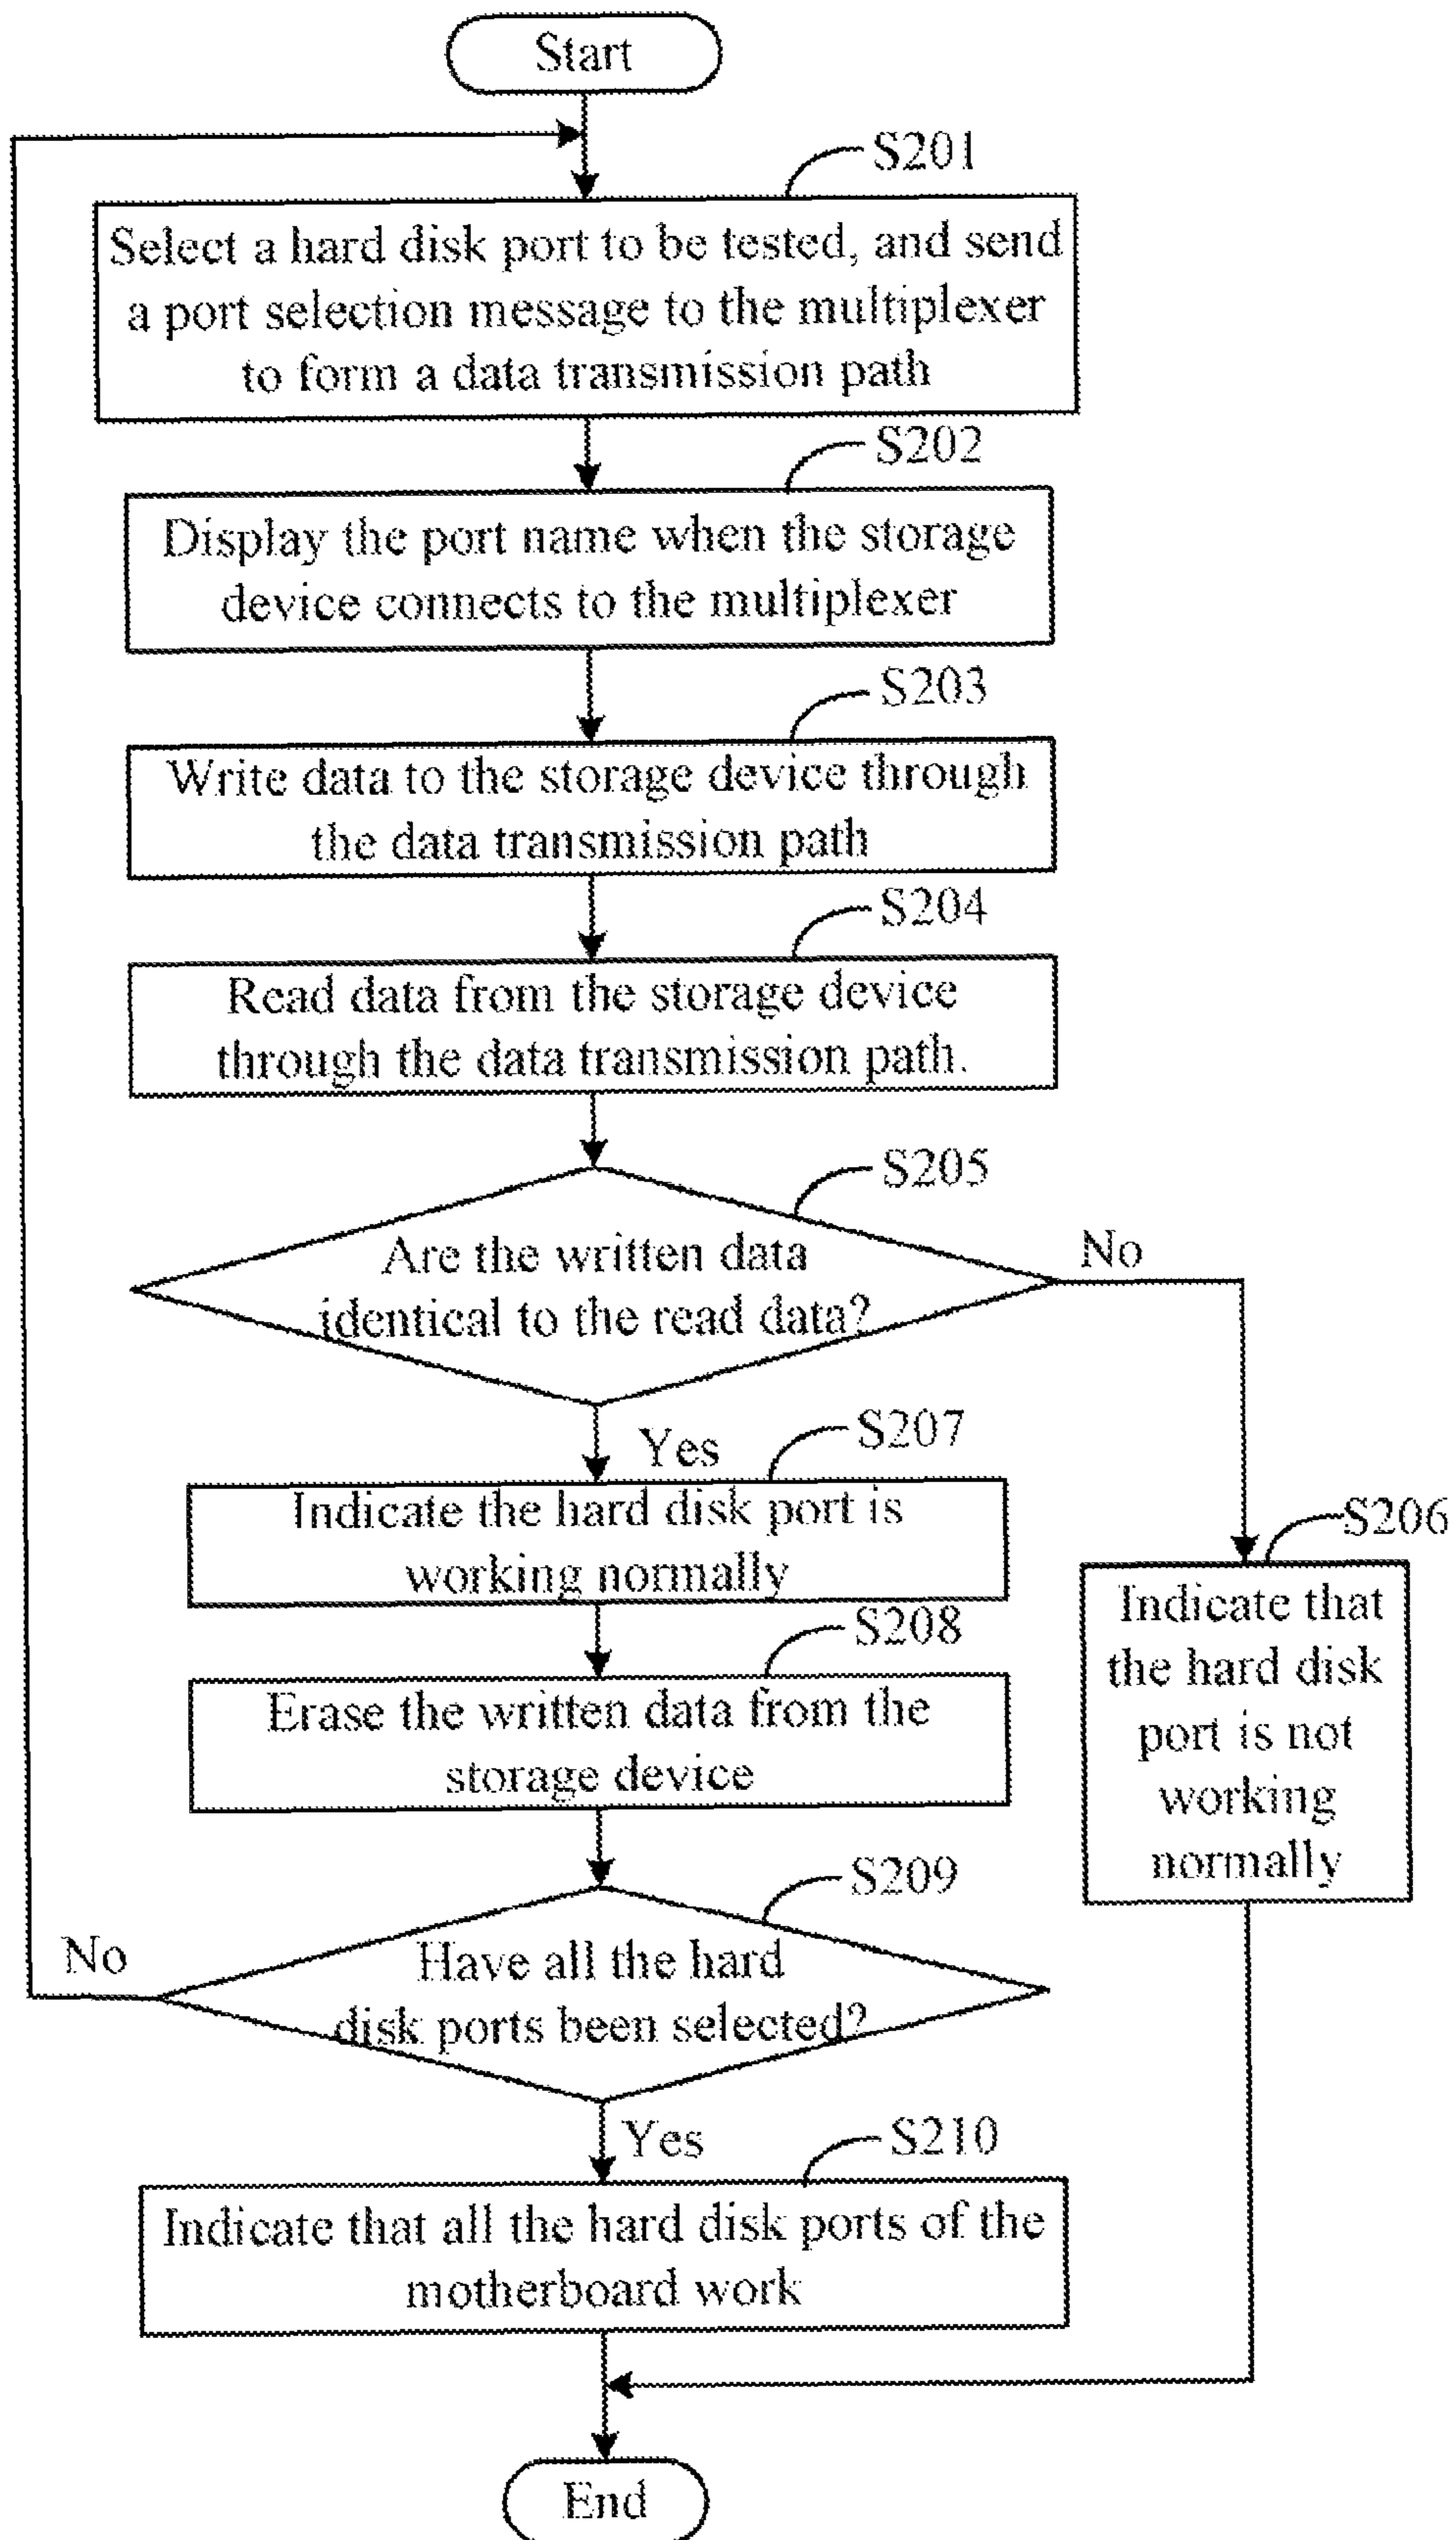 Start
S201
Select a hard disk port to be tested, and send
a port selection message to the multiplexer
to form a data transmission path
S202
Display the port name when the storage
device connects to the multiplexer
S203
Write data to the storage device through
the data transmission path
S204
Read data from the storage device
through the data transmission path.
S205
Are the written data
identical to the read data?
No
Yes
S207
Indicate the hard disk port is
working normally
S206
Indicate that
the hard disk
port is not
working
normally
S208
Erase the written data from the
storage device
S209
Have all the hard
disk ports been selected?
No
Yes
S210
Indicate that all the hard disk ports of the
motherboard work
End